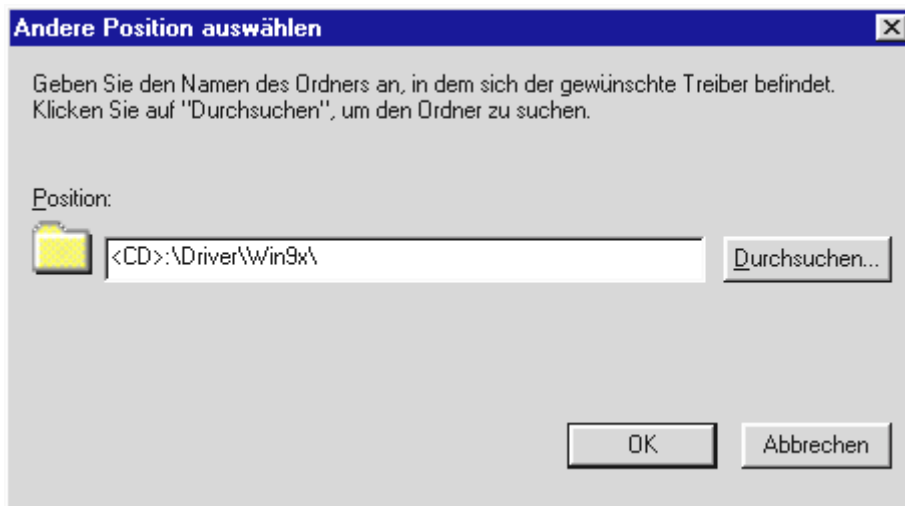 Andere Position auswählen
Geben Sie den Namen des Ordners an, in dem sich der gewünschte Treiber befindet.
Klicken Sie auf "Durchsuchen", um den Ordner zu suchen.
Position:
<CD>:\Driver\Win9x\
Durchsuchen...
OK
Abbrechen